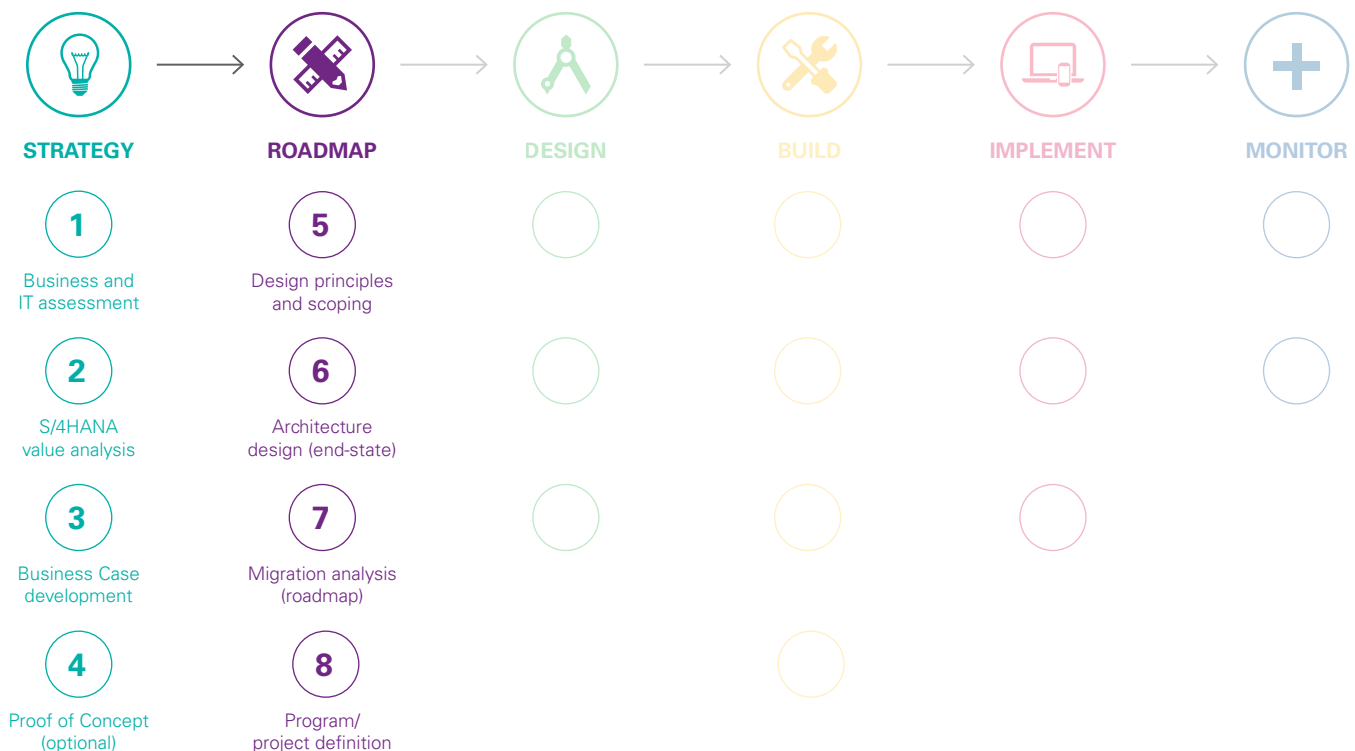 STRATEGY
ROADMAP
DESIGN
BUILD
IMPLEMENT
MONITOR
1
Business and
IT assessment
5
Design principles
and scoping
2
S/4HANA
value analysis
6
Architecture
design (end-state)
3
Business Case
development
7
Migration analysis
(roadmap)
4
Proof of Concept
(optional)
8
Program/
project definition